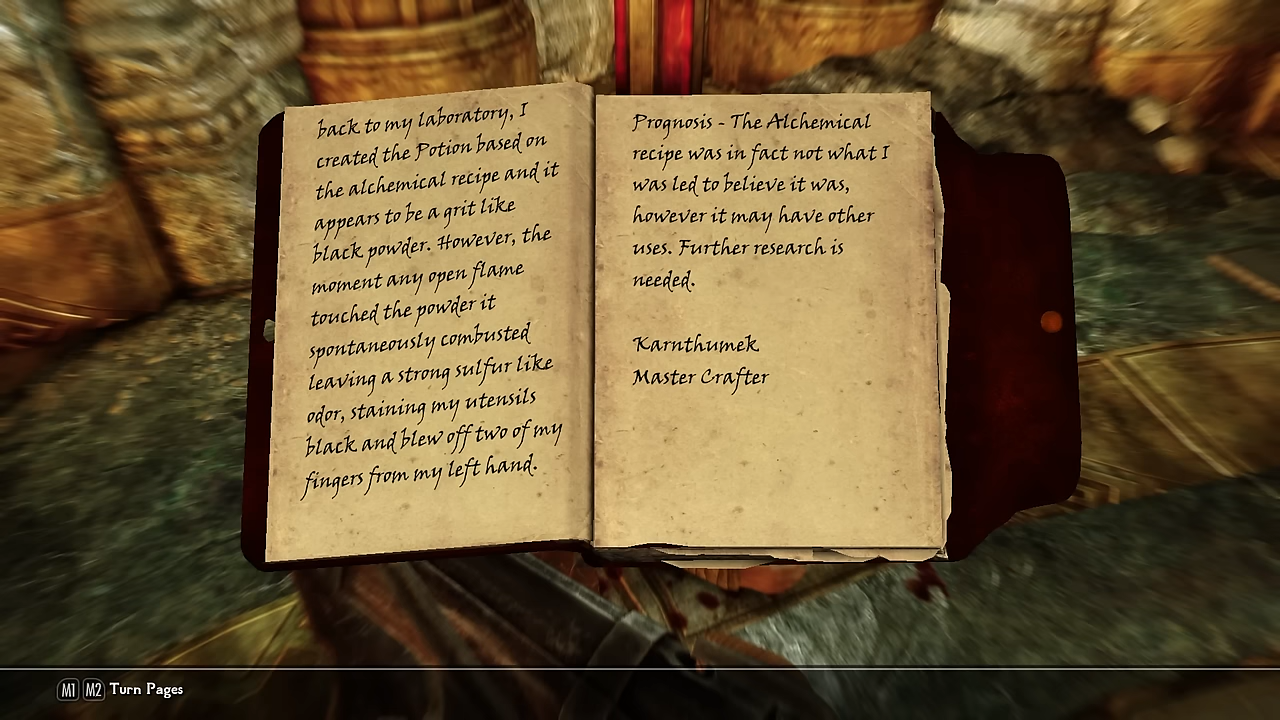 back to my laboratory, I
created the Potion based on
the alchemical recipe and it
appears to be a grit like
black powder. However, the
moment any open flame
touched the powder it
spontaneously combusted
leaving a strong sulfur like
odor, staining my utensils
black and blew off two of my
fingers from my left hand.
Prognosis - The Alchemical
recipe was in fact not what I
was led to believe it was,
however it may have other
uses. Further research is
needed.
Karnthumek
Master Crafter
M1 M2 Turn Pages